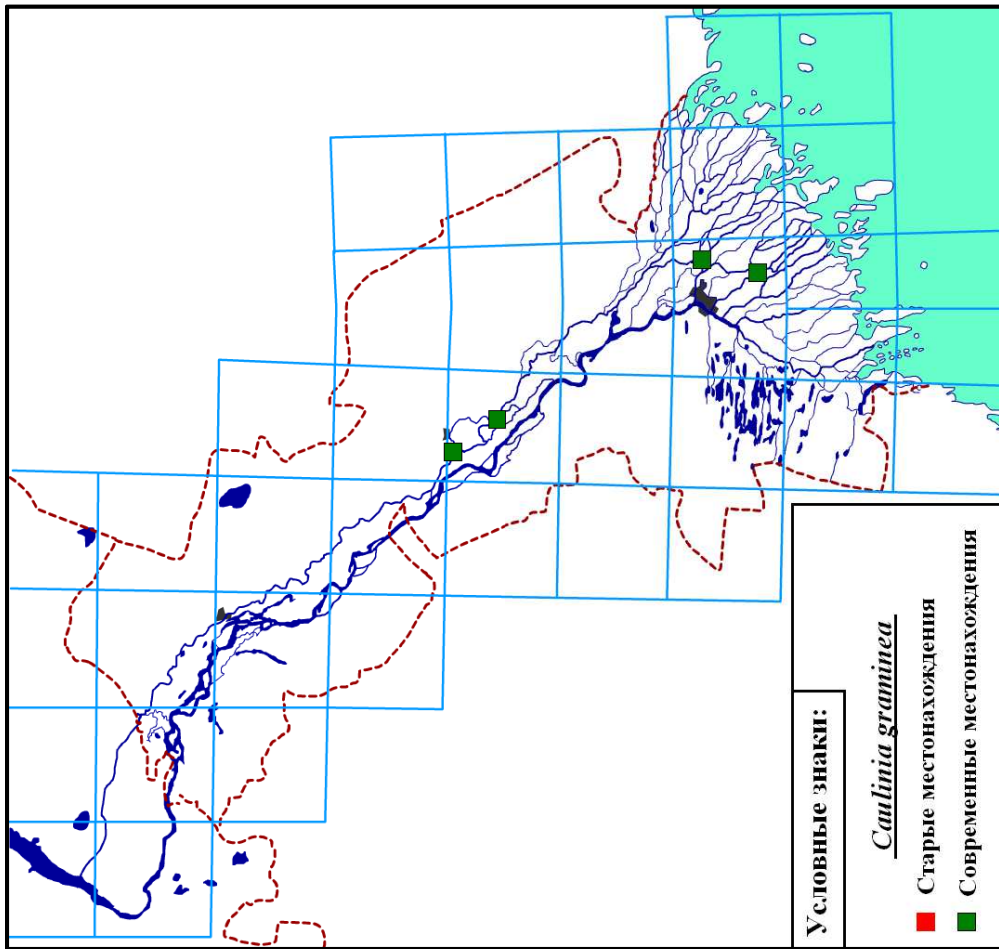 Условные знаки:
Caulinia graminea
Старые местонахождения
Современные местонахождения